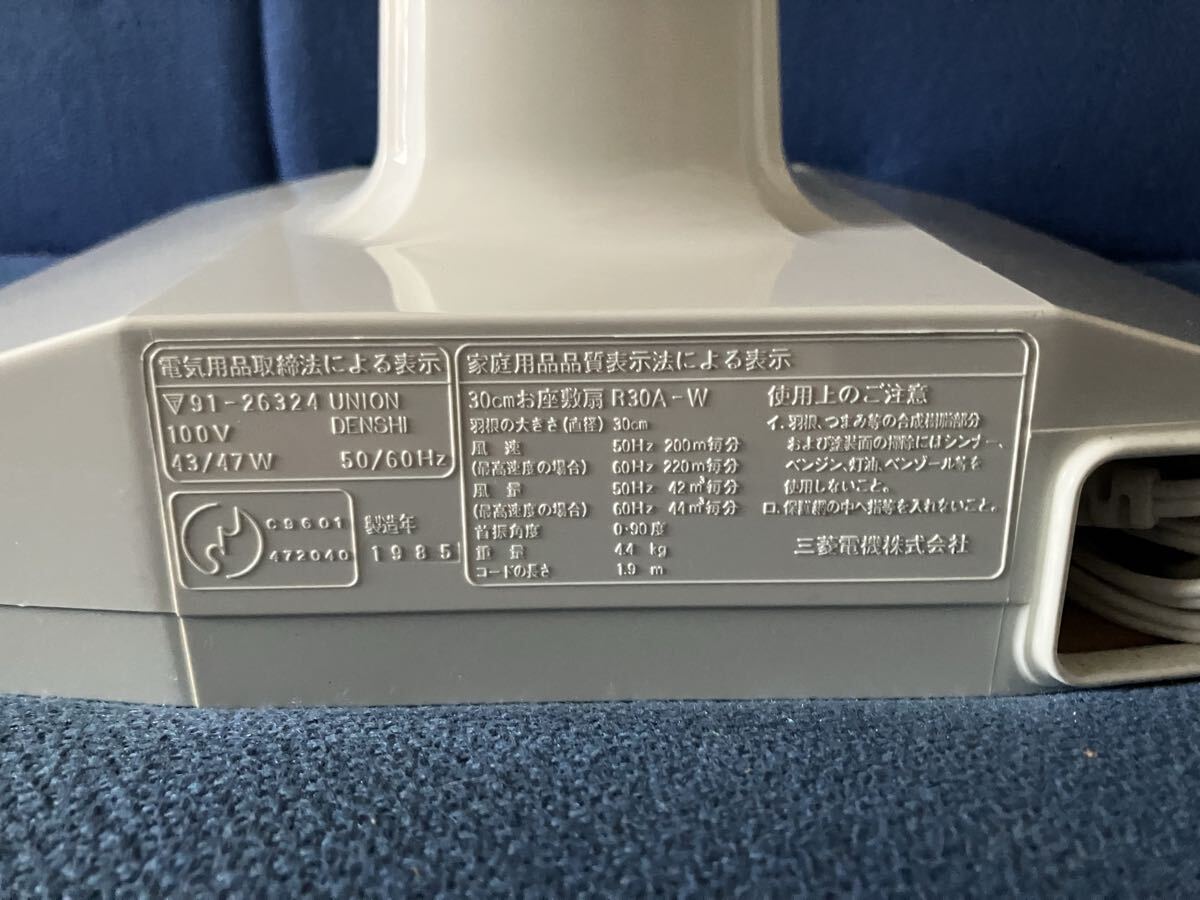 電気用品取締法による表示
▽91-26324 UNION
100V DENSHI
43/47W 50/60Hz
C9601
472040
製造年
1985
家庭用品品質表示法による表示
30cmお座敷扇 R30A-W
羽根の大きさ(直径) 30cm
風速 50Hz 200m毎分
(最高速度の場合) 60Hz 220m毎分
風量 50Hz 42m³毎分
(最高速度の場合) 60Hz 44m³毎分
首振角度 0・90度
重量 4.4 kg
コードの長さ 1.9 m
使用上のご注意
イ.羽根、つまみ等の合成樹脂部分
および塗装面の掃除にはシンナー、
ベンジン、灯油、ベンゾール等を
使用しないこと。
ロ.保護網の中へ指等を入れないこと。
三菱電機株式会社